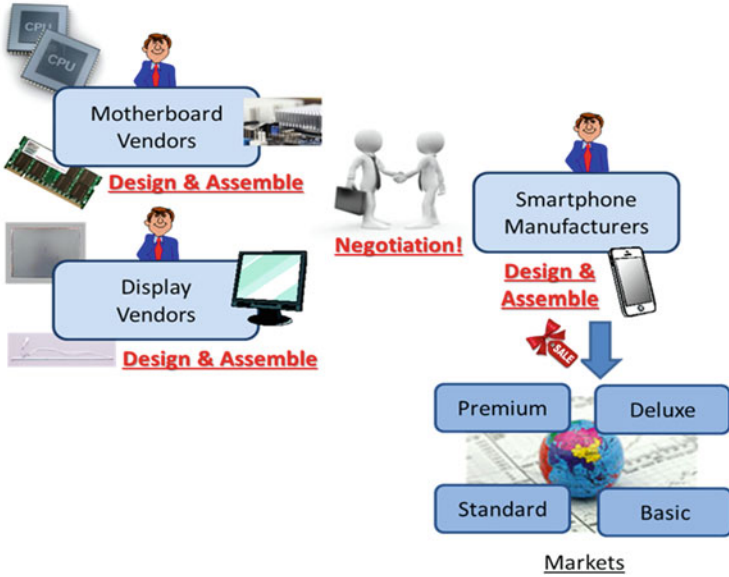 CPU
CPU
Motherboard
Vendors
Design & Assemble
Display
Vendors
Design & Assemble
Negotiation!
Smartphone
Manufacturers
Design &
Assemble
SALE
Premium
Deluxe
Standard
Basic
Markets